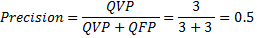 Precision = QVP / (QVP + QFP) = 3 / (3 + 3) = 0.5